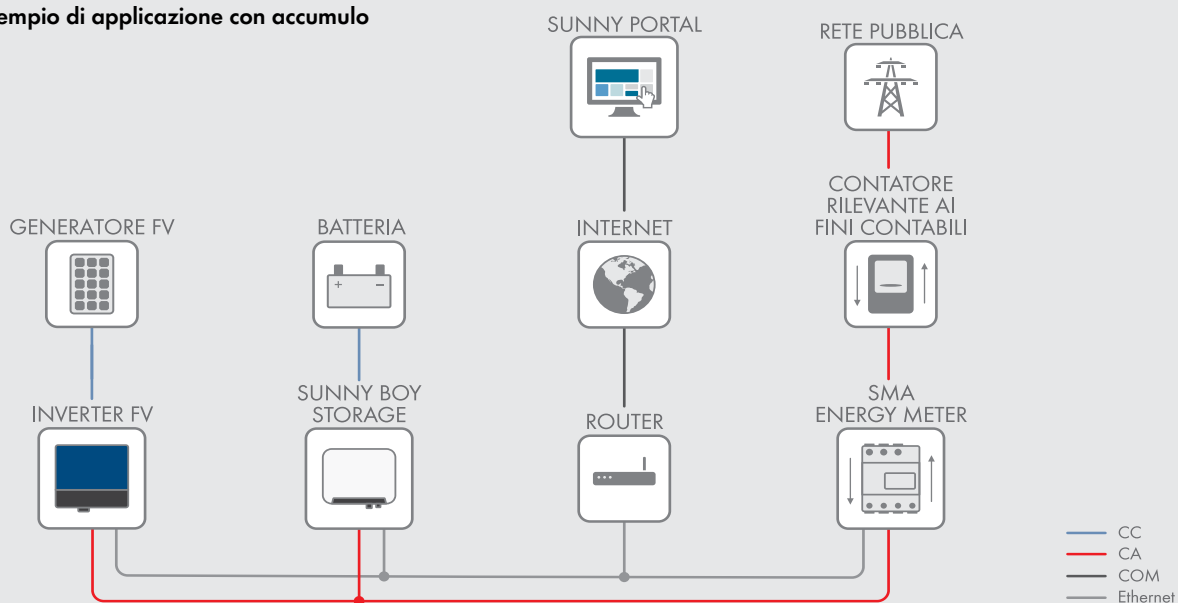 empio di applicazione con accumulo
SUNNY PORTAL
RETE PUBBLICA
CONTATORE
RILEVANTE AI
FINI CONTABILI
GENERATORE FV
BATTERIA
INTERNET
INVERTER FV
SUNNY BOY
STORAGE
ROUTER
SMA
ENERGY METER
CC
CA
COM
Ethernet